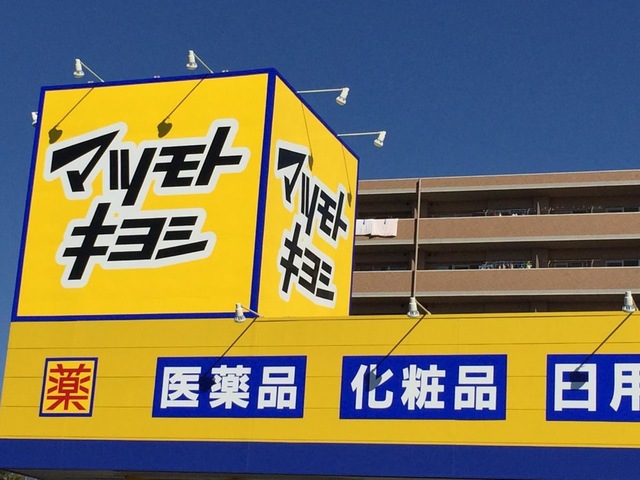 マツモト
キヨシ
マツモト
キヨシ
薬
医薬品
化粧品
日用